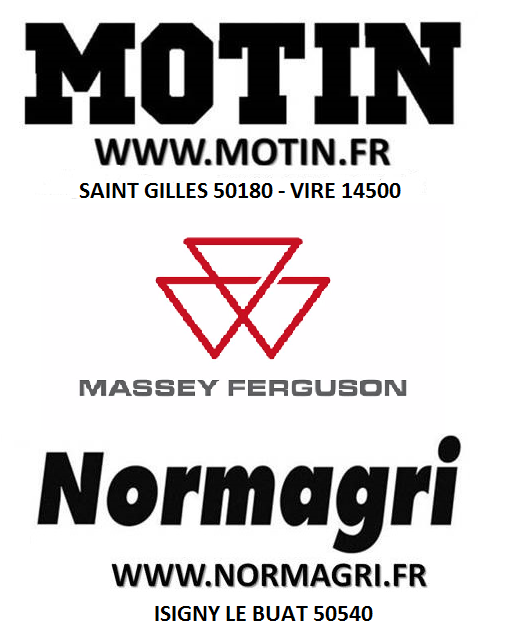 MOTIN
WWW.MOTIN.FR
SAINT GILLES 50180 - VIRE 14500
MASSEY FERGUSON
Normagri
WWW.NORMAGRI.FR
ISIGNY LE BUAT 50540